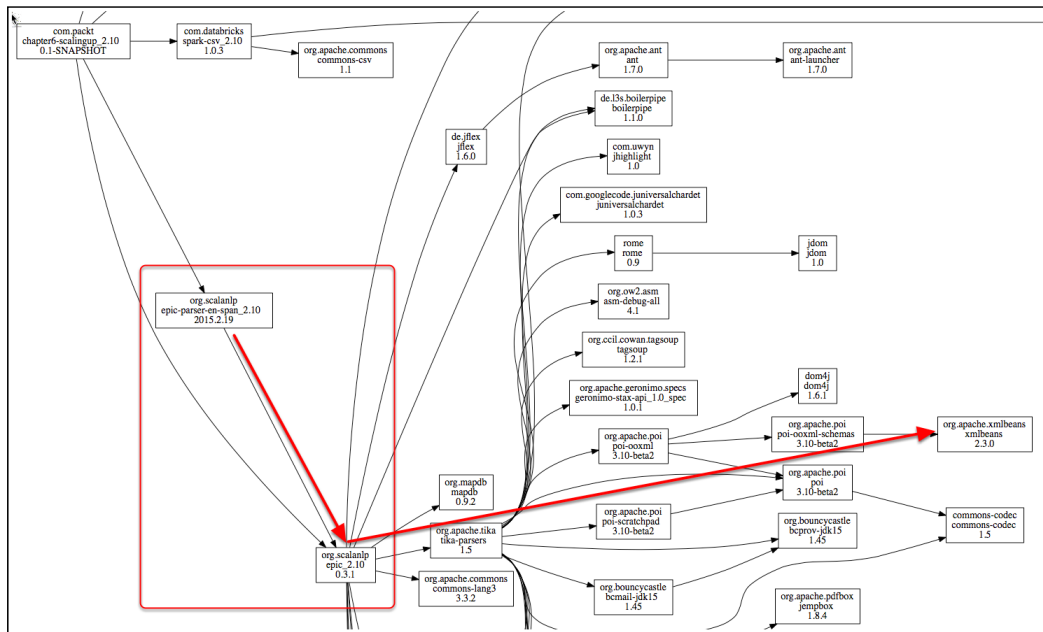 com.packt
chapter6-scalingup_2.10
0.1-SNAPSHOT
com.databricks
spark-csv_2.10
1.0.3
org.apache.commons
commons-csv
1.1
org.apache.ant
ant
1.7.0
org.apache.ant
ant-launcher
1.7.0
de.l3s.boilerpipe
boilerpipe
1.1.0
de.jflex
jflex
1.6.0
com.uwyn
jhighlight
1.0
com.googlecode.juniversalchardet
juniversalchardet
1.0.3
rome
rome
0.9
jdom
jdom
1.0
org.scalanlp
epic-parser-en-span_2.10
2015.2.19
org.ow2.asm
asm-debug-all
4.1
org.ccil.cowan.tagsoup
tagsoup
1.2.1
org.apache.geronimo.specs
geronimo-stax-api_1.0_spec
1.0.1
dom4j
dom4j
1.6.1
org.apache.poi
poi-ooxml
3.10-beta2
org.apache.poi
poi-ooxml-schemas
3.10-beta2
org.apache.xmlbeans
xmlbeans
2.3.0
org.apache.poi
poi
3.10-beta2
org.mapdb
mapdb
0.9.2
org.apache.tika
tika-parsers
1.5
org.apache.poi
poi-scratchpad
3.10-beta2
org.bouncycastle
bcprov-jdk15
1.45
commons-codec
commons-codec
1.5
org.scalanlp
epic_2.10
0.3.1
org.apache.commons
commons-lang3
3.3.2
org.bouncycastle
bcmail-jdk15
1.45
org.apache.pdfbox
jempbox
1.8.4